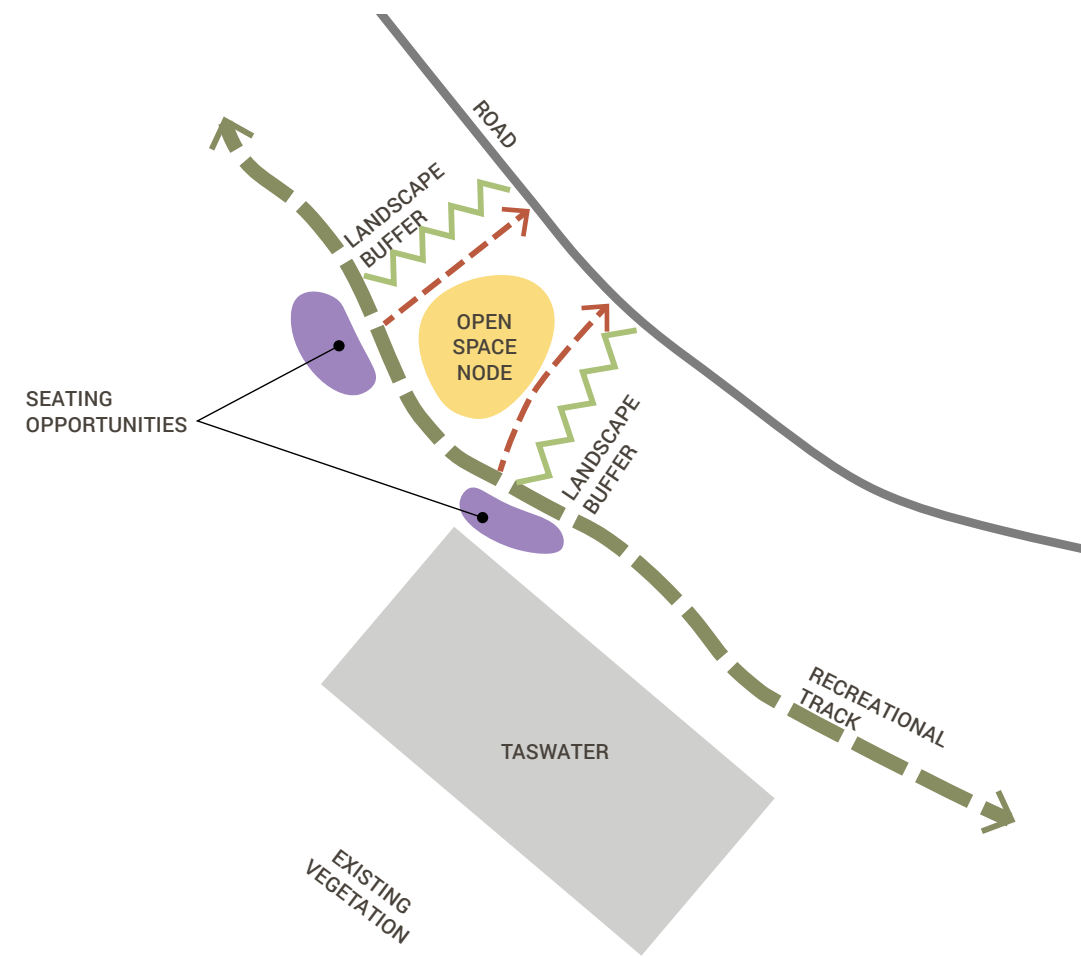 ROAD
LANDSCAPE
BUFFER
OPEN
SPACE
NODE
SEATING
OPPORTUNITIES
LANDSCAPE
BUFFER
RECREATIONAL
TRACK
TASWATER
EXISTING
VEGETATION